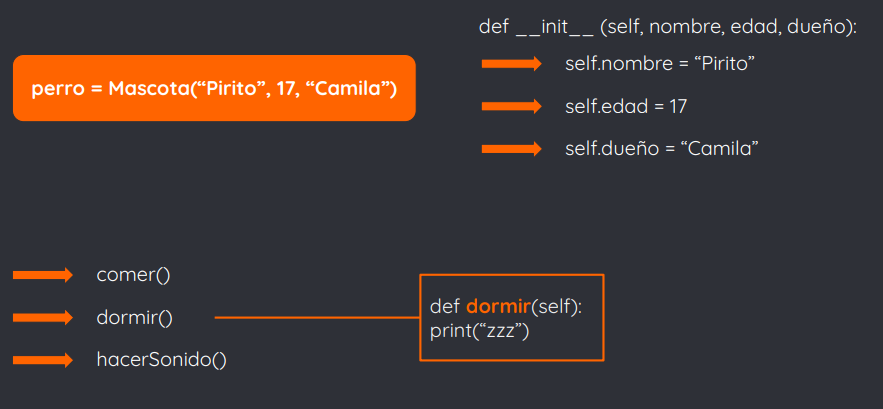 def __init__ (self, nombre, edad, dueño):
perro = Mascota(“Pirito”, 17, “Camila”)
self.nombre = “Pirito”
self.edad = 17
self.dueño = “Camila”
comer()
dormir()
hacerSonido()
def dormir(self):
print(“zzz”)